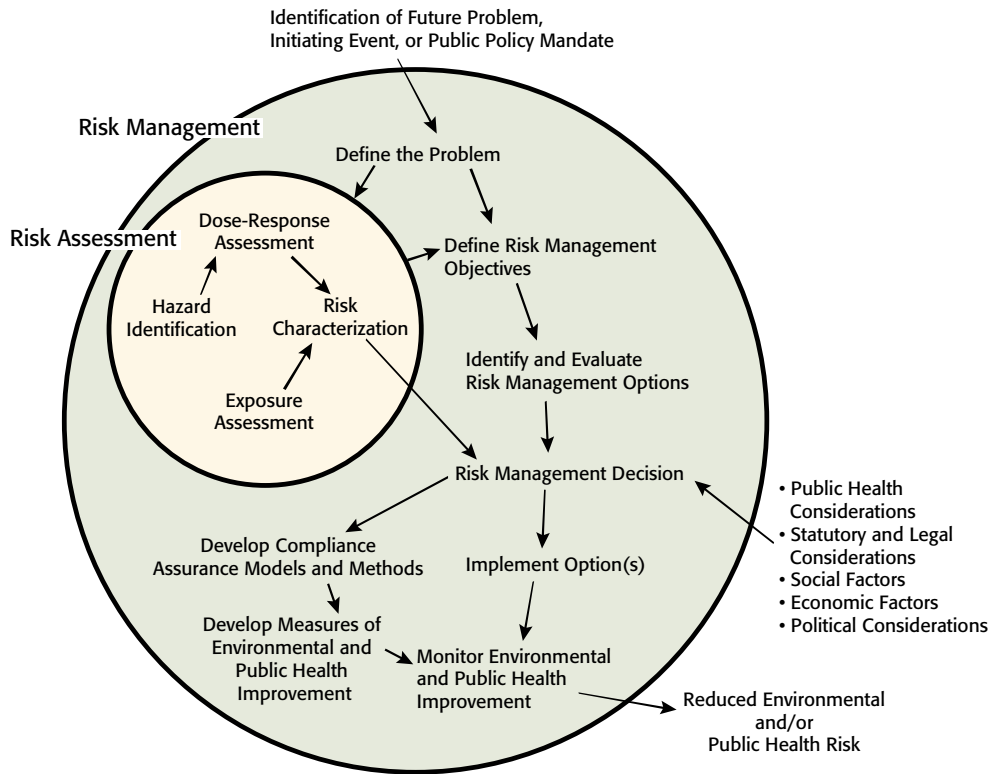 Identification of Future Problem,
Initiating Event, or Public Policy Mandate
Risk Management
Define the Problem
Risk Assessment
Dose-Response
Assessment
Define Risk Management
Objectives
Hazard
Identification
Risk
Characterization
Identify and Evaluate
Risk Management Options
Exposure
Assessment
Risk Management Decision
• Public Health
Considerations
• Statutory and Legal
Considerations
• Social Factors
• Economic Factors
• Political Considerations
Develop Compliance
Assurance Models and Methods
Implement Option(s)
Develop Measures of
Environmental and
Public Health
Improvement
Monitor Environmental
and Public Health
Improvement
Reduced Environmental
and/or
Public Health Risk